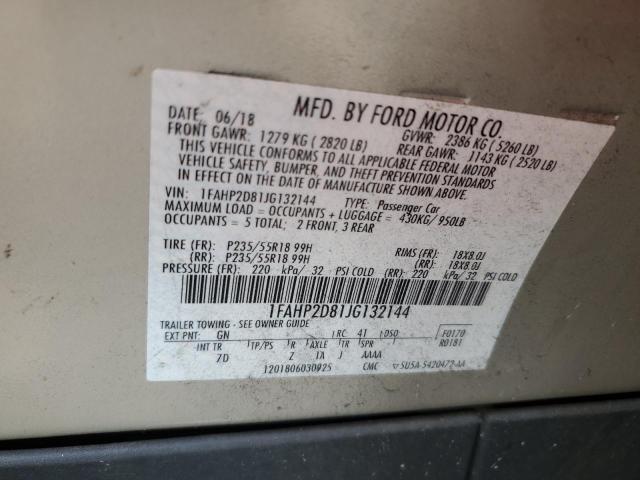 MFD. BY FORD MOTOR CO.
DATE: 06/18 GVWR: 2386 KG ( 5260 LB)
FRONT GAWR: 1279 KG ( 2820 LB) REAR GAWR: 1143 KG ( 2520 LB)
THIS VEHICLE CONFORMS TO ALL APPLICABLE FEDERAL MOTOR
VEHICLE SAFETY, BUMPER, AND THEFT PREVENTION STANDARDS
IN EFFECT ON THE DATE OF MANUFACTURE SHOWN ABOVE.
VIN: 1FAHP2D81JG132144 TYPE: Passenger Car
MAXIMUM LOAD = OCCUPANTS + LUGGAGE = 430KG/950LB
OCCUPANTS = 5 TOTAL; 2 FRONT, 3 REAR
TIRE (FR): P235/55R18 99H RIMS (FR): 18X8.0J
(RR): P235/55R18 99H (RR): 18X8.0J
PRESSURE (FR): 220 kPa/ 32 PSI COLD (RR): 220 kPa/ 32 PSI COLD
1FAHP2D81JG132144
TRAILER TOWING - SEE OWNER GUIDE
EXT PNT: GN RC: 41 DSO: F0170
R0181
INT TR TP/PS R AXLE TR SPR
7D Z IA J AAAA
1201806030925 CMC 5U5A-5420472-AA